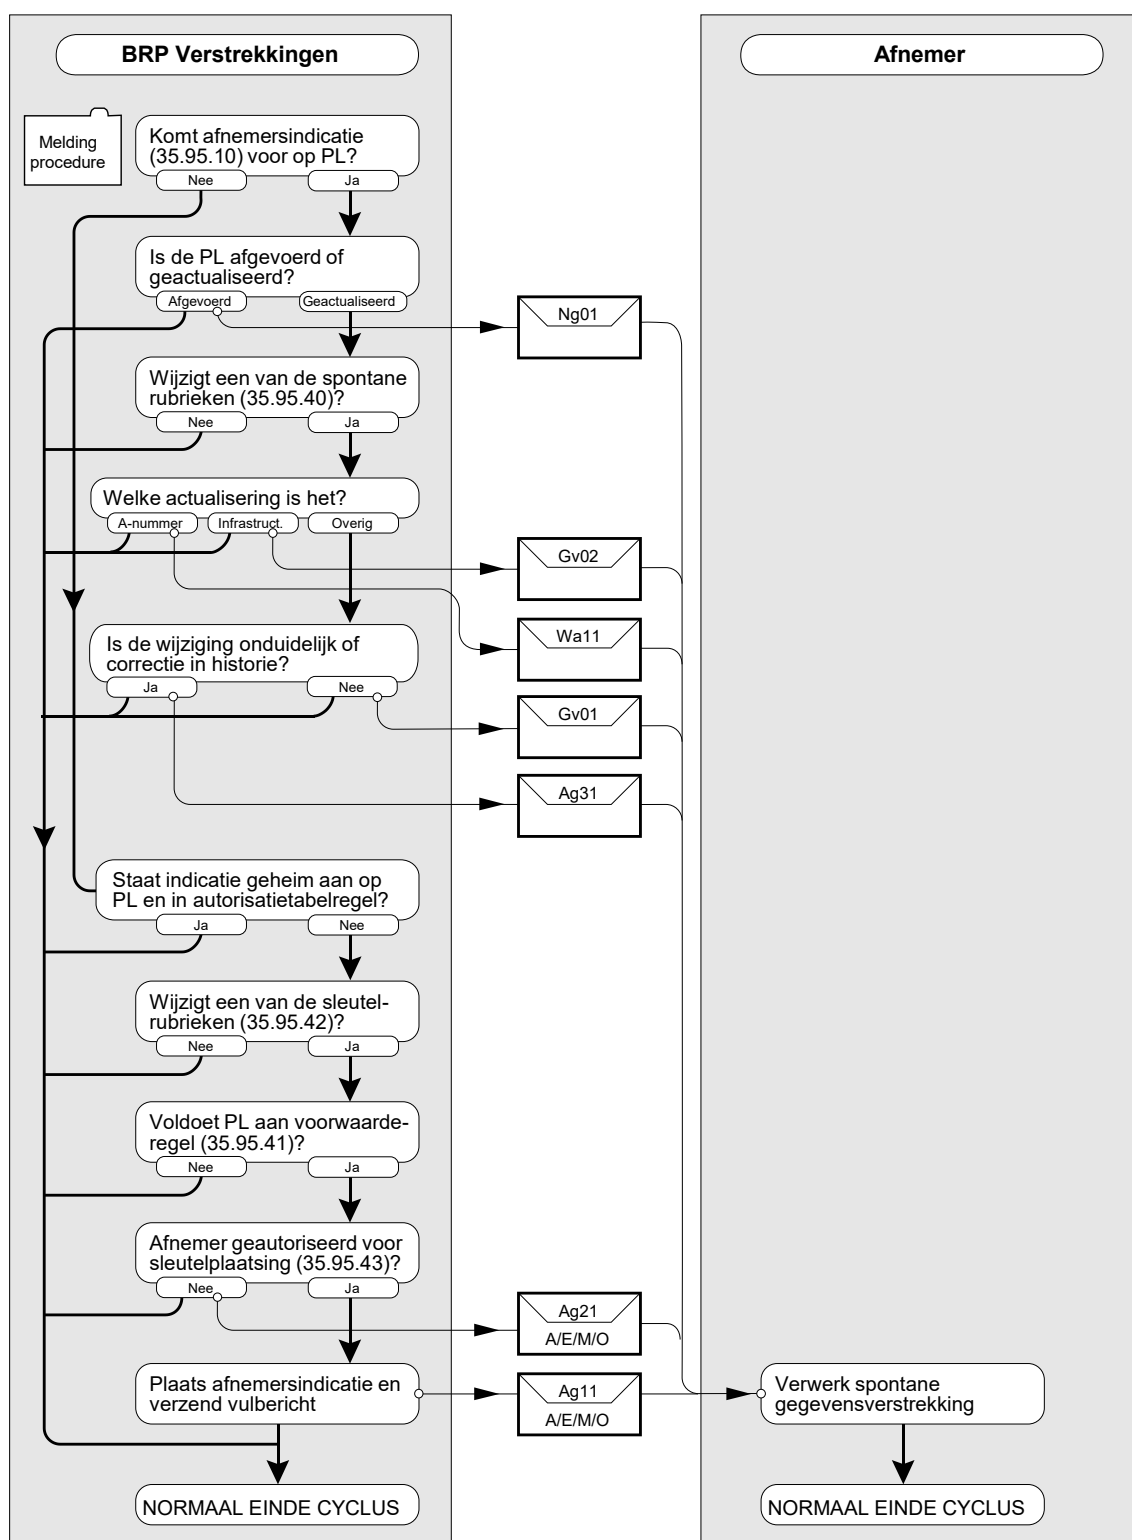 BRP Verstrekkingen
Afnemer
Melding
procedure
Komt afnemersindicatie
(35.95.10) voor op PL?
Nee
Ja
Is de PL afgevoerd of
geactualiseerd?
Afgevoerd
Geactualiseerd
Ng01
Wijzigt een van de spontane
rubrieken (35.95.40)?
Nee
Ja
Welke actualisering is het?
A-nummer
Infrastruct.
Overig
Gv02
Wa11
Is de wijziging onduidelijk of
correctie in historie?
Ja
Nee
Gv01
Ag31
Staat indicatie geheim aan op
PL en in autorisatietabelregel?
Ja
Nee
Wijzigt een van de sleutel-
rubrieken (35.95.42)?
Nee
Ja
Voldoet PL aan voorwaarde-
regel (35.95.41)?
Nee
Ja
Afnemer geautoriseerd voor
sleutelplaatsing (35.95.43)?
Nee
Ja
Ag21
A/E/M/O
Plaats afnemersindicatie en
verzend vulbericht
Ag11
A/E/M/O
Verwerk spontane
gegevensverstrekking
NORMAAL EINDE CYCLUS
NORMAAL EINDE CYCLUS